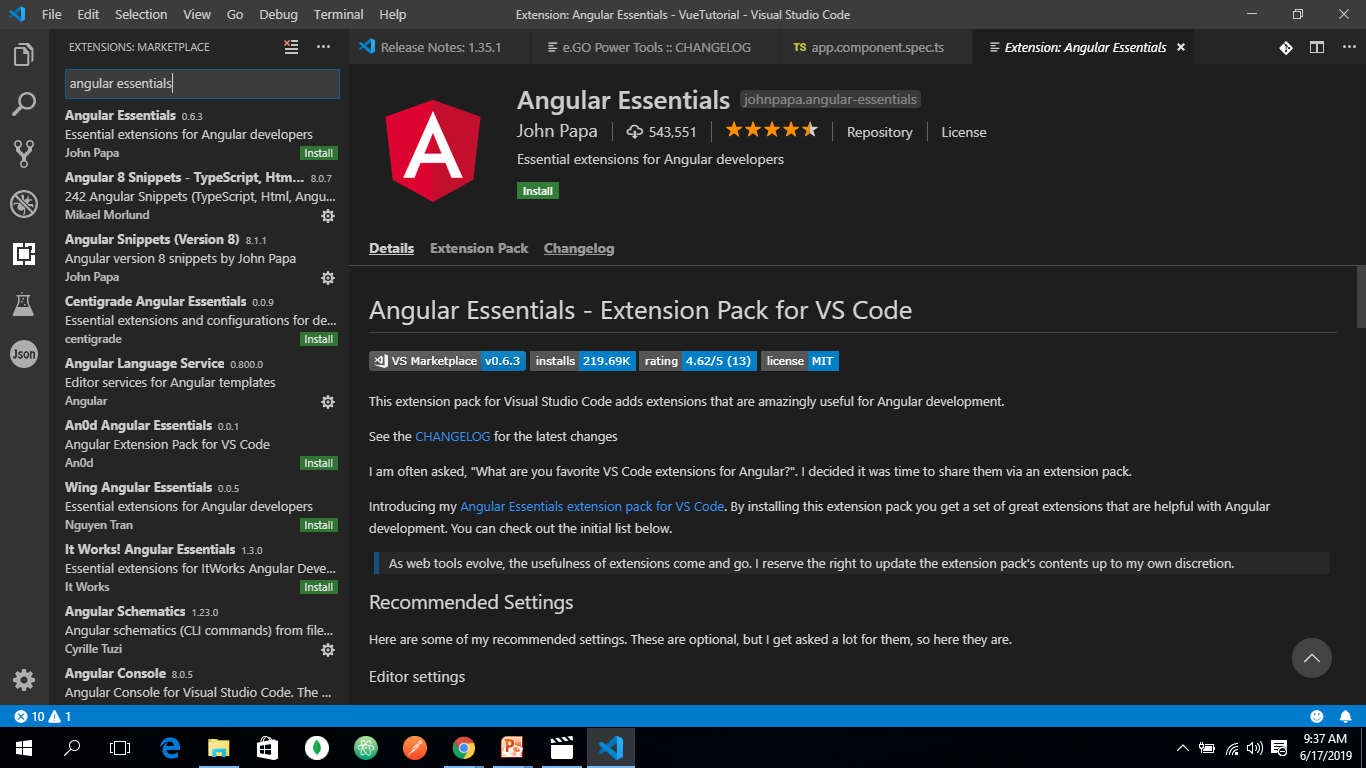 File Edit Selection View Go Debug Terminal Help
Extension: Angular Essentials - VueTutorial - Visual Studio Code
EXTENSIONS: MARKETPLACE
angular essentials
Angular Essentials 0.6.3
Essential extensions for Angular developers
John Papa Install
Angular 8 Snippets - TypeScript, Htm... 8.0.7
242 Angular Snippets (TypeScript, Html, Angu...
Mikael Morlund
Angular Snippets (Version 8) 8.1.1
Angular version 8 snippets by John Papa
John Papa
Centigrade Angular Essentials 0.0.9
Essential extensions and configurations for de...
centigrade Install
Angular Language Service 0.800.0
Editor services for Angular templates
Angular
An0d Angular Essentials 0.0.1
Angular Extension Pack for VS Code
An0d Install
Wing Angular Essentials 0.0.5
Essential extensions for Angular developers
Nguyen Tran Install
It Works! Angular Essentials 1.3.0
Essential extensions for ItWorks Angular Deve...
It Works Install
Angular Schematics 1.23.0
Angular schematics (CLI commands) from file...
Cyrille Tuzi
Angular Console 8.0.5
Angular Console for Visual Studio Code. The ...
Json
Release Notes: 1.35.1
e.GO Power Tools :: CHANGELOG
TS app.component.spec.ts
Extension: Angular Essentials
A
Angular Essentials johnpapa.angular-essentials
John Papa 543,551 Repository License
Essential extensions for Angular developers
Install
Details Extension Pack Changelog
Angular Essentials - Extension Pack for VS Code
VS Marketplace v0.6.3 installs 219.69K rating 4.62/5 (13) license MIT
This extension pack for Visual Studio Code adds extensions that are amazingly useful for Angular development.
See the CHANGELOG for the latest changes
I am often asked, "What are you favorite VS Code extensions for Angular?". I decided it was time to share them via an extension pack.
Introducing my Angular Essentials extension pack for VS Code. By installing this extension pack you get a set of great extensions that are helpful with Angular
development. You can check out the initial list below.
As web tools evolve, the usefulness of extensions come and go. I reserve the right to update the extension pack's contents up to my own discretion.
Recommended Settings
Here are some of my recommended settings. These are optional, but I get asked a lot for them, so here they are.
Editor settings
10 1
9:37 AM
6/17/2019